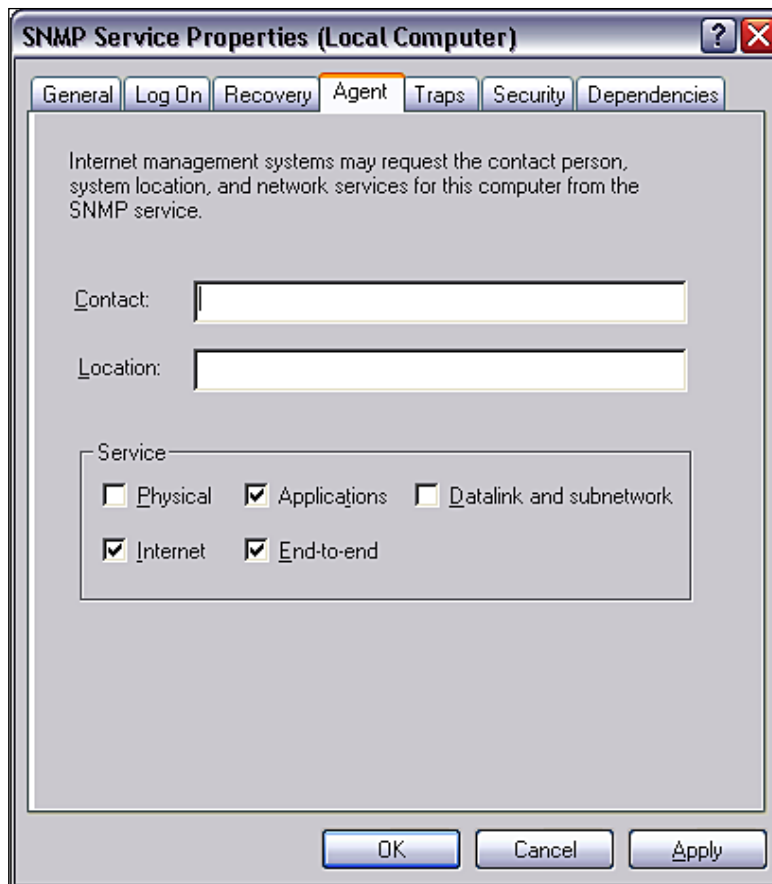 SNMP Service Properties (Local Computer)
?
General Log On Recovery Agent Traps Security Dependencies
Internet management systems may request the contact person,
system location, and network services for this computer from the
SNMP service.
Contact:
Location:
Service
Physical Applications Datalink and subnetwork
Internet End-to-end
OK Cancel Apply